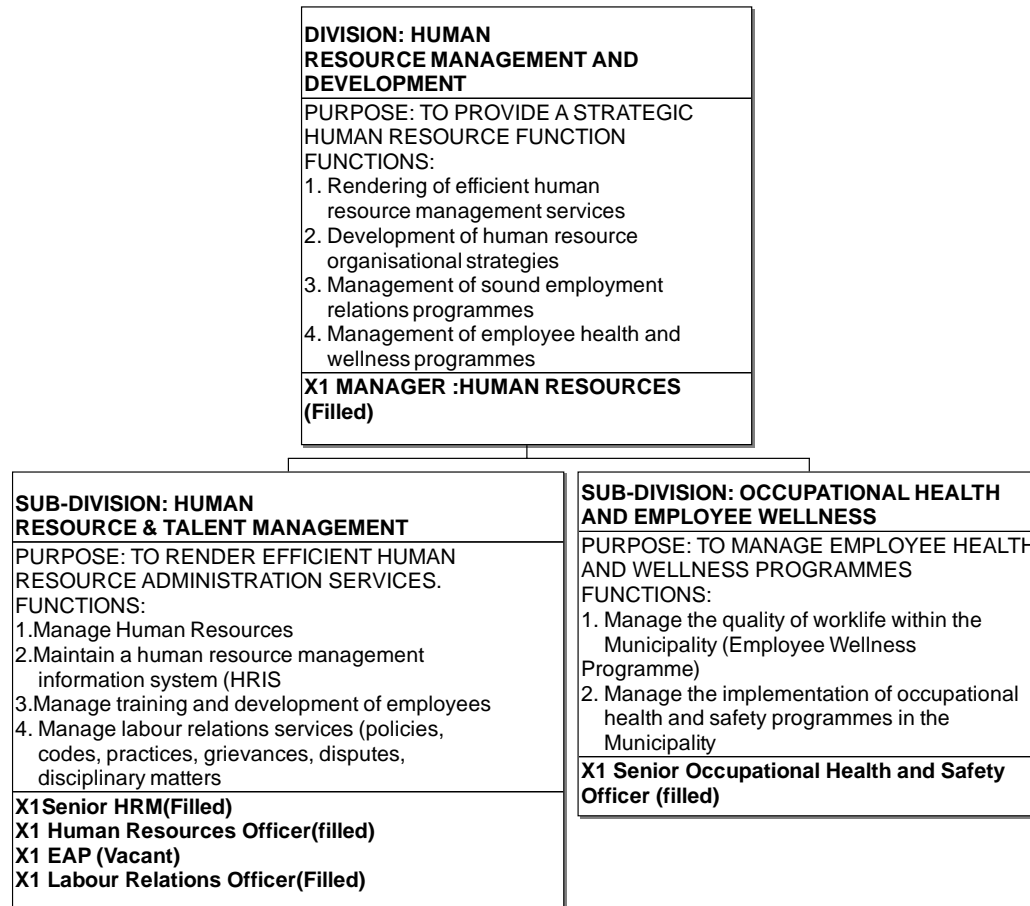 DIVISION: HUMAN
RESOURCE MANAGEMENT AND
DEVELOPMENT
PURPOSE: TO PROVIDE A STRATEGIC
HUMAN RESOURCE FUNCTION
FUNCTIONS:
1. Rendering of efficient human
resource management services
2. Development of human resource
organisational strategies
3. Management of sound employment
relations programmes
4. Management of employee health and
wellness programmes
X1 MANAGER :HUMAN RESOURCES
(Filled)
SUB-DIVISION: HUMAN
RESOURCE & TALENT MANAGEMENT
PURPOSE: TO RENDER EFFICIENT HUMAN
RESOURCE ADMINISTRATION SERVICES.
FUNCTIONS:
1.Manage Human Resources
2.Maintain a human resource management
information system (HRIS
3.Manage training and development of employees
4. Manage labour relations services (policies,
codes, practices, grievances, disputes,
disciplinary matters
X1Senior HRM(Filled)
X1 Human Resources Officer(filled)
X1 EAP (Vacant)
X1 Labour Relations Officer(Filled)
SUB-DIVISION: OCCUPATIONAL HEALTH
AND EMPLOYEE WELLNESS
PURPOSE: TO MANAGE EMPLOYEE HEALTH
AND WELLNESS PROGRAMMES
FUNCTIONS:
1. Manage the quality of worklife within the
Municipality (Employee Wellness
Programme)
2. Manage the implementation of occupational
health and safety programmes in the
Municipality
X1 Senior Occupational Health and Safety
Officer (filled)